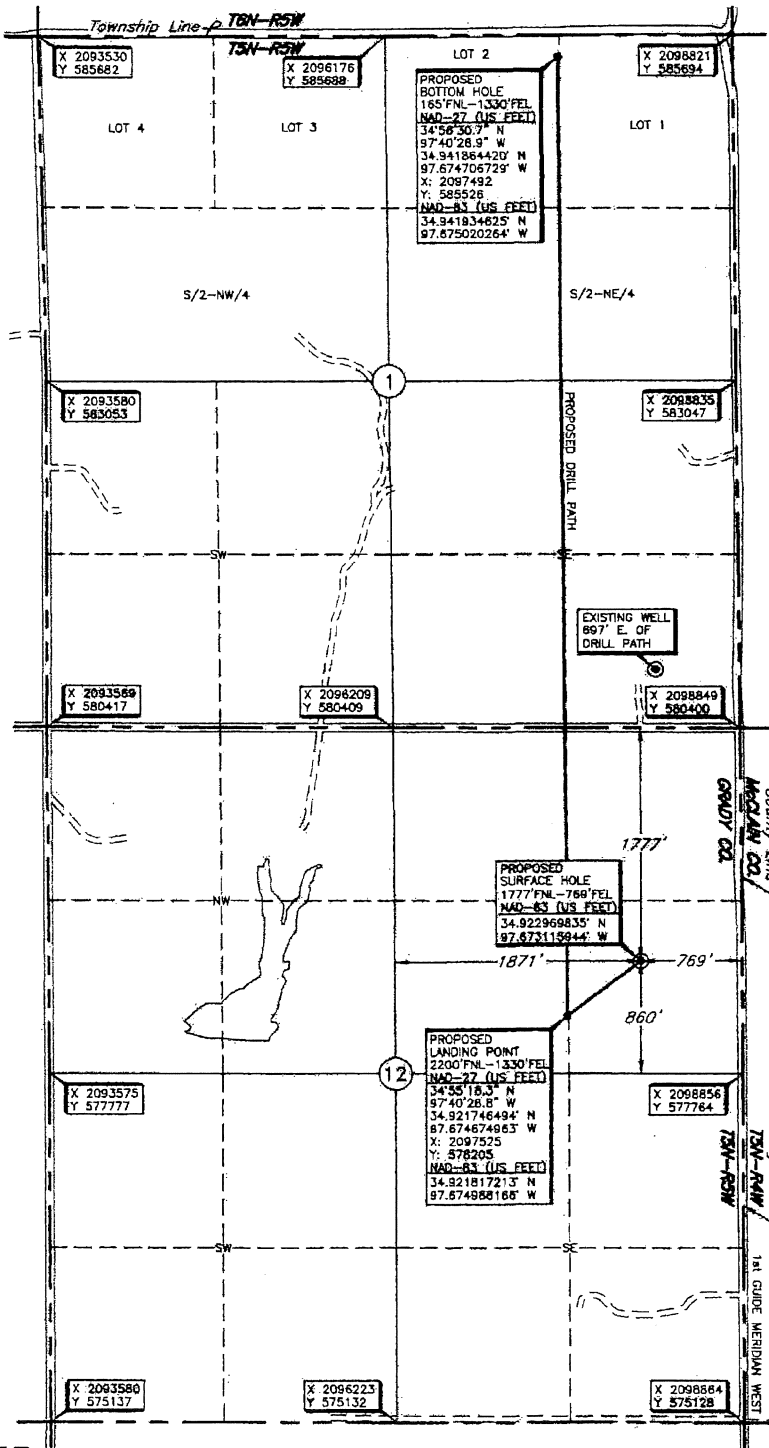 Township Line
T6N-R5W
T5N-R5W
X 2093530
Y 585682
X 2096176
Y 585688
LOT 2
X 2098821
Y 585694
LOT 4
LOT 3
LOT 1
PROPOSED
BOTTOM HOLE
165'FNL-1330'FEL
NAD-27 (US FEET)
34°56'30.7" N
97°40'28.9" W
34.941864420° N
97.674706729° W
X: 2097492
Y: 585526
NAD-83 (US FEET)
34.941934625° N
97.675020264° W
S/2-NW/4
S/2-NE/4
1
X 2093580
Y 583053
X 2098835
Y 583047
PROPOSED DRILL PATH
SW
SE
EXISTING WELL
697' E. OF
DRILL PATH
X 2093569
Y 580417
X 2096209
Y 580409
X 2098849
Y 580400
McCLAIN CO.
GRADY CO.
1777'
PROPOSED
SURFACE HOLE
1777'FNL-769'FEL
NAD-83 (US FEET)
34.922969835° N
97.673115944° W
NW
1871'
769'
860'
PROPOSED
LANDING POINT
2200'FNL-1330'FEL
NAD-27 (US FEET)
34°55'18.3" N
97°40'28.8" W
34.921746494° N
97.674674963° W
X: 2097525
Y: 578205
NAD-83 (US FEET)
34.921817213° N
97.674988166° W
12
X 2093575
Y 577777
X 2098856
Y 577764
T5N-R4W
T5N-R5W
SW
SE
1st GUIDE MERIDIAN WEST
X 2093580
Y 575137
X 2096223
Y 575132
X 2098864
Y 575128